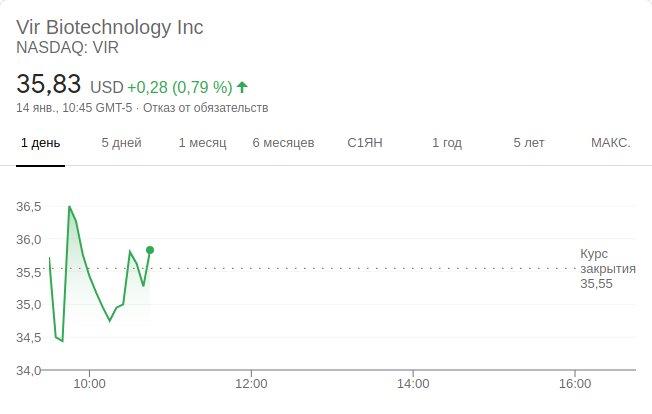 Vir Biotechnology Inc
NASDAQ: VIR
35,83 USD +0,28 (0,79 %)
14 янв., 10:45 GMT-5 · Отказ от обязательств
1 день 5 дней 1 месяц 6 месяцев С1ЯН 1 год 5 лет МАКС.
36,5
36,0
35,5
35,0
34,5
34,0
Курс
закрытия
35,55
10:00 12:00 14:00 16:00